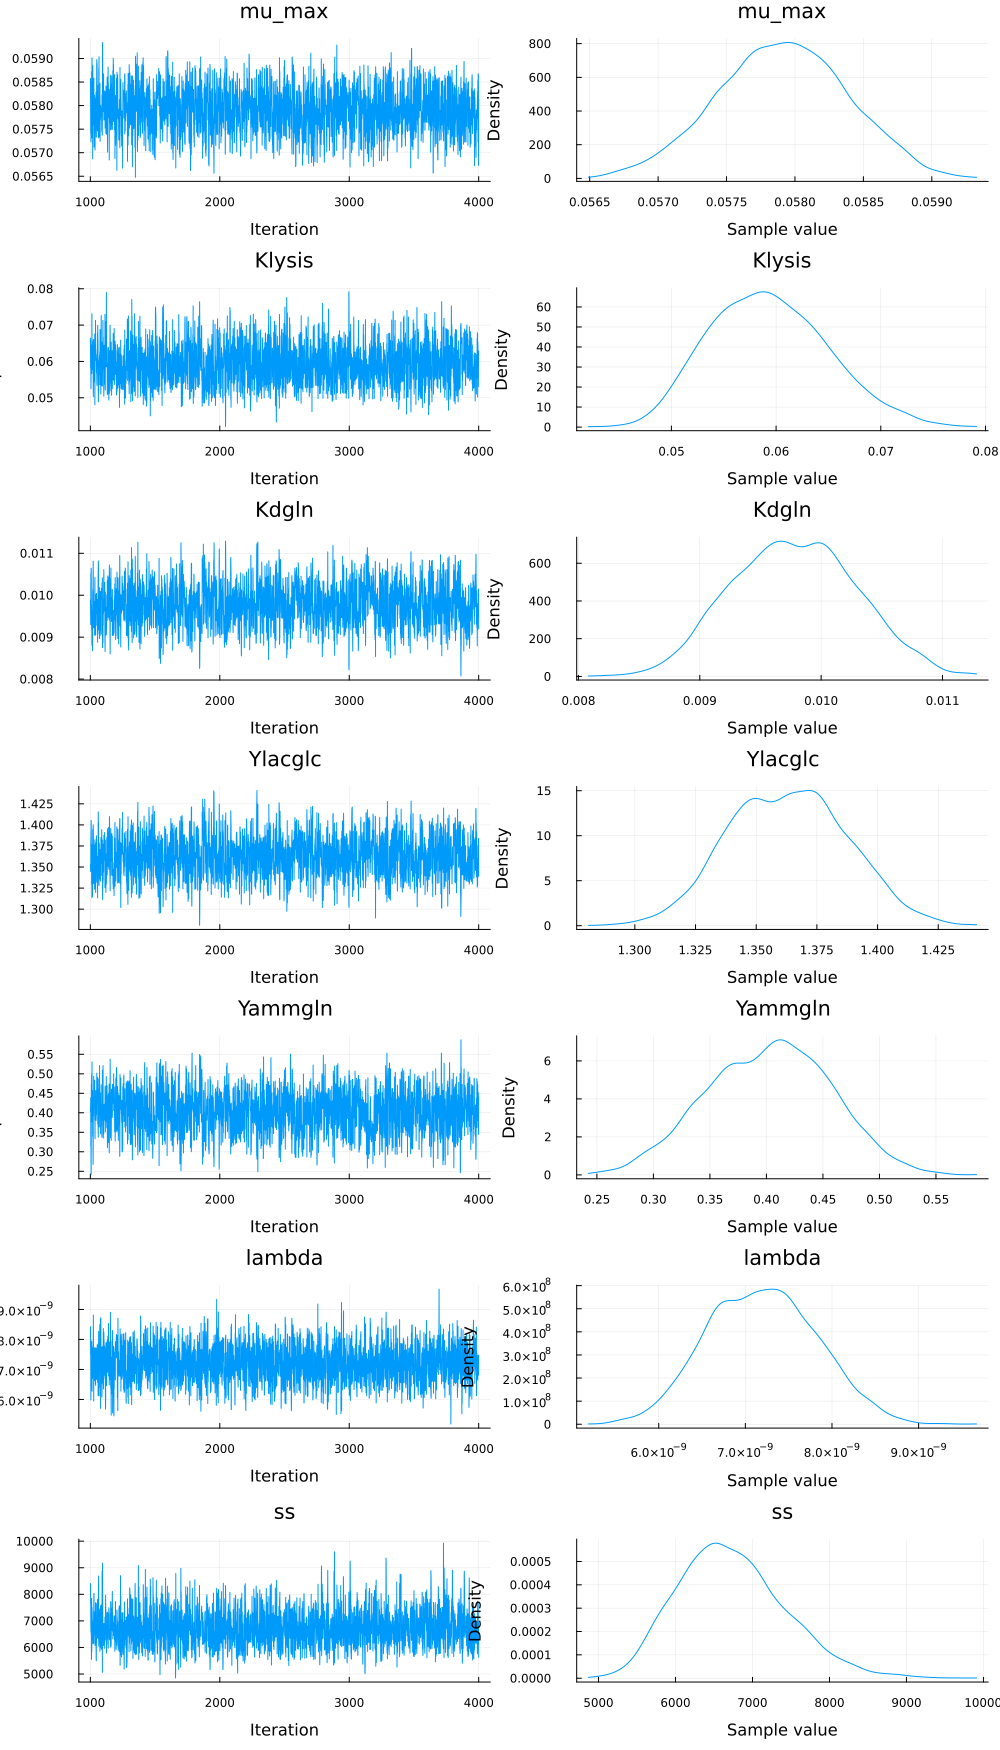 mu_max
mu_max
0.0590
0.0585
0.0580
0.0575
0.0570
0.0565
1000 2000 3000 4000
Iteration
Density
800
600
400
200
0
0.0565 0.0570 0.0575 0.0580 0.0585 0.0590
Sample value
Klysis
Klysis
0.08
0.07
0.06
0.05
1000 2000 3000 4000
Iteration
Density
60
50
40
30
20
10
0
0.05 0.06 0.07 0.08
Sample value
Kdgln
Kdgln
0.011
0.010
0.009
0.008
1000 2000 3000 4000
Iteration
Density
600
400
200
0
0.008 0.009 0.010 0.011
Sample value
Ylacglc
Ylacglc
1.425
1.400
1.375
1.350
1.325
1.300
1000 2000 3000 4000
Iteration
Density
15
10
5
0
1.300 1.325 1.350 1.375 1.400 1.425
Sample value
Yammgln
Yammgln
0.55
0.50
0.45
0.40
0.35
0.30
0.25
1000 2000 3000 4000
Iteration
Density
6
4
2
0
0.25 0.30 0.35 0.40 0.45 0.50 0.55
Sample value
lambda
lambda
9.0×10⁻⁹
8.0×10⁻⁹
7.0×10⁻⁹
6.0×10⁻⁹
1000 2000 3000 4000
Iteration
Density
6.0×10⁸
5.0×10⁸
4.0×10⁸
3.0×10⁸
2.0×10⁸
1.0×10⁸
0
6.0×10⁻⁹ 7.0×10⁻⁹ 8.0×10⁻⁹ 9.0×10⁻⁹
Sample value
ss
ss
10000
9000
8000
7000
6000
5000
1000 2000 3000 4000
Iteration
Density
0.0005
0.0004
0.0003
0.0002
0.0001
0.0000
5000 6000 7000 8000 9000 10000
Sample value